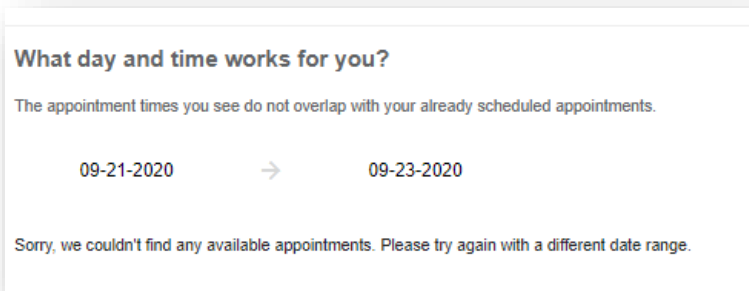 What day and time works for you?
The appointment times you see do not overlap with your already scheduled appointments.
09-21-2020 → 09-23-2020
Sorry, we couldn't find any available appointments. Please try again with a different date range.